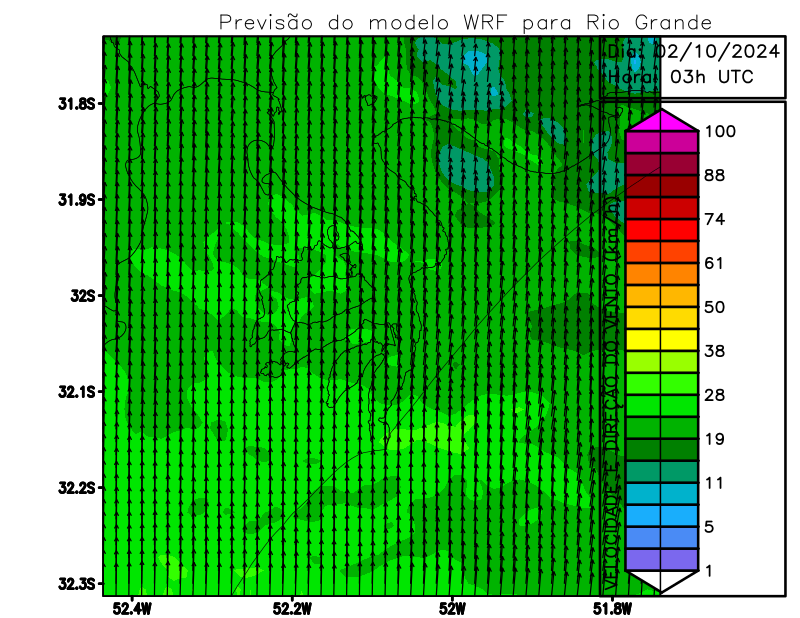 Previsão do modelo WRF para Rio Grande
Dia: 02/10/2024
Hora: 03h UTC
31.8S
31.9S
32S
32.1S
32.2S
32.3S
52.4W
52.2W
52W
51.8W
VELOCIDADE E DIREÇÃO DO VENTO (km/h)
100
88
74
61
50
38
28
19
11
5
1